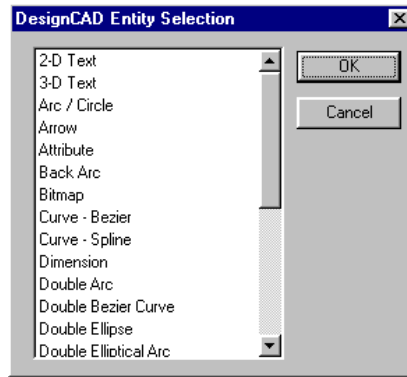 DesignCAD Entity Selection
2-D Text
3-D Text
Arc / Circle
Arrow
Attribute
Back Arc
Bitmap
Curve - Bezier
Curve - Spline
Dimension
Double Arc
Double Bezier Curve
Double Ellipse
Double Elliptical Arc
OK
Cancel